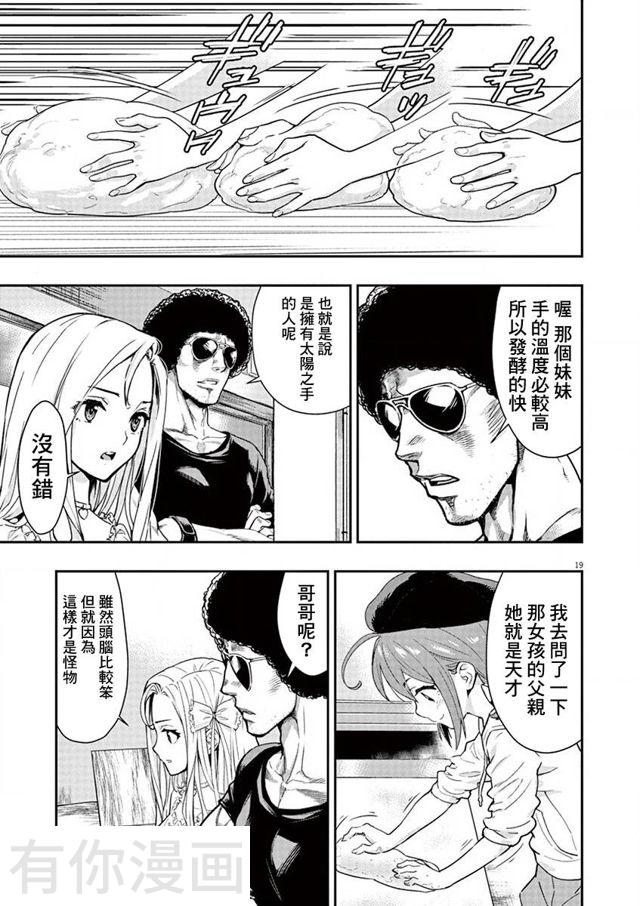 ギュッ
ギュウウ
ギュッ
喔 那個妹妹
手的溫度必較高
所以發酵的快
也就是說
是擁有太陽之手
的人呢
沒有錯
19
我去問了一下
那女孩的父親
她就是天才
哥哥呢？
雖然頭腦比較笨
但就因為
這樣才是怪物
有你漫画